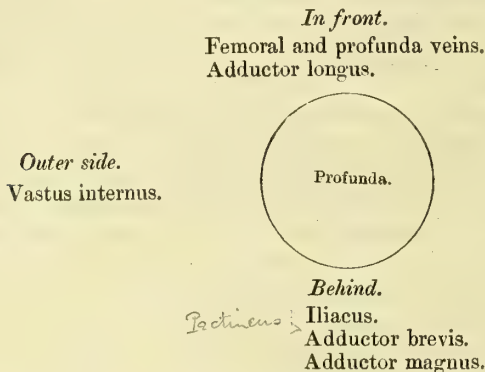 In front.
Femoral and profunda veins.
Adductor longus.
Outer side.
Vastus internus.
Profunda.
Behind.
Pectineus; Iliacus.
Adductor brevis.
Adductor magnus.